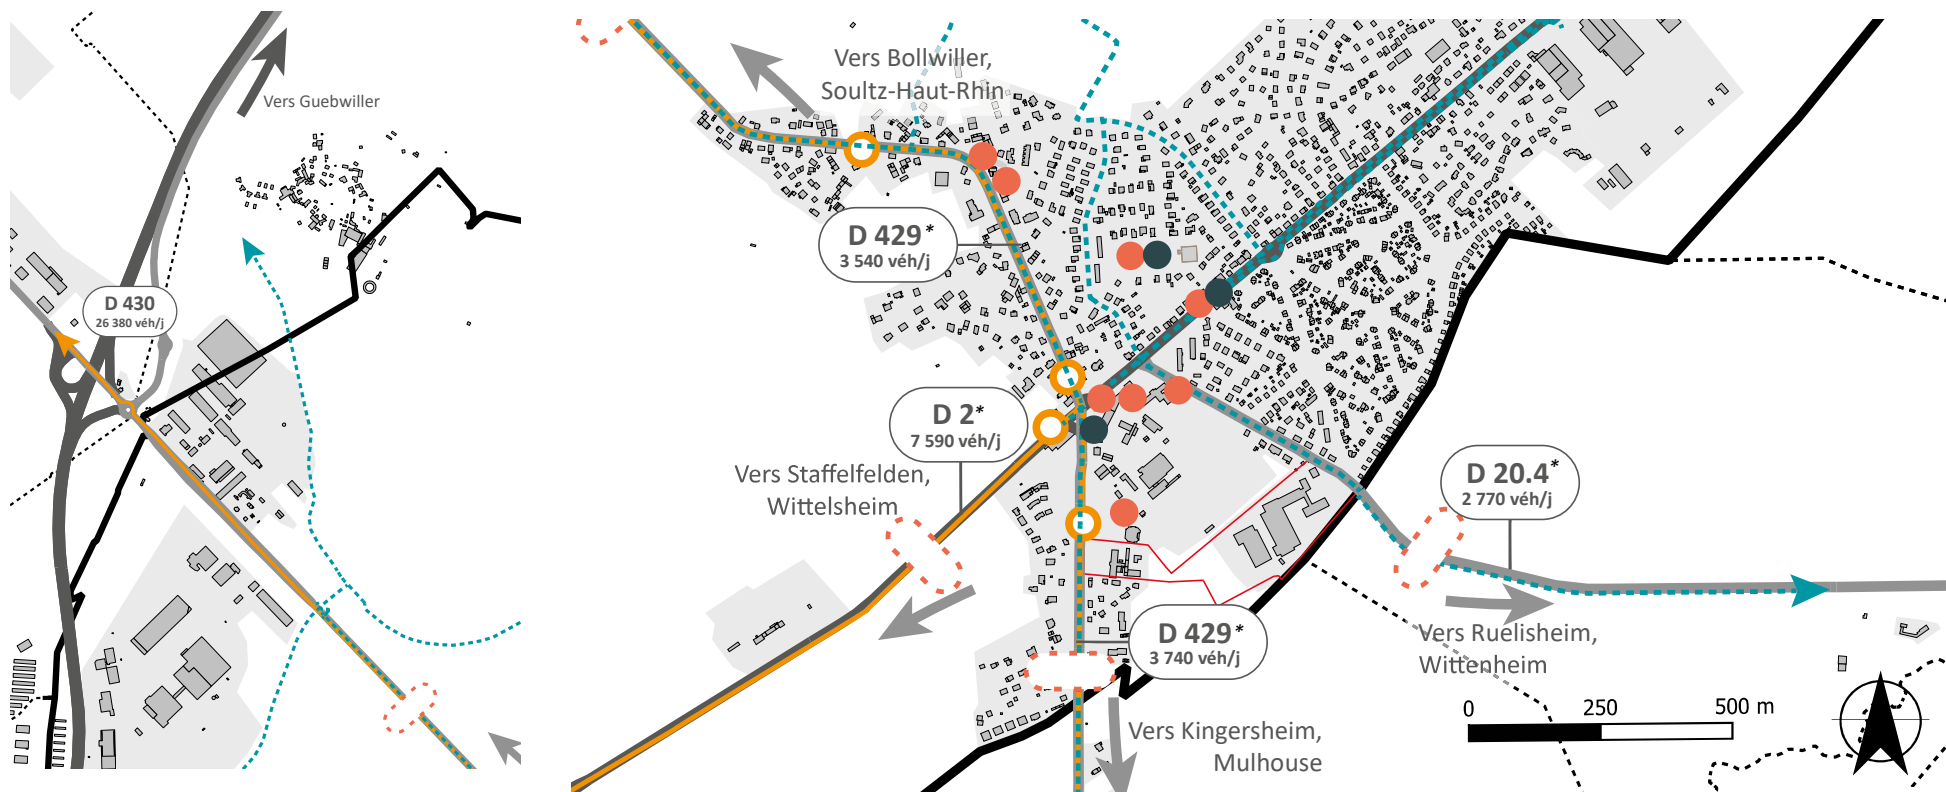 Vers Guebwiller
D 430
26 380 véh/j
Vers Bollwiller,
Soultz-Haut-Rhin
D 429*
3 540 véh/j
D 2*
7 590 véh/j
Vers Staffelfelden,
Wittelsheim
D 20.4*
2 770 véh/j
D 429*
3 740 véh/j
Vers Ruelisheim,
Wittenheim
Vers Kingersheim,
Mulhouse
0 250 500 m